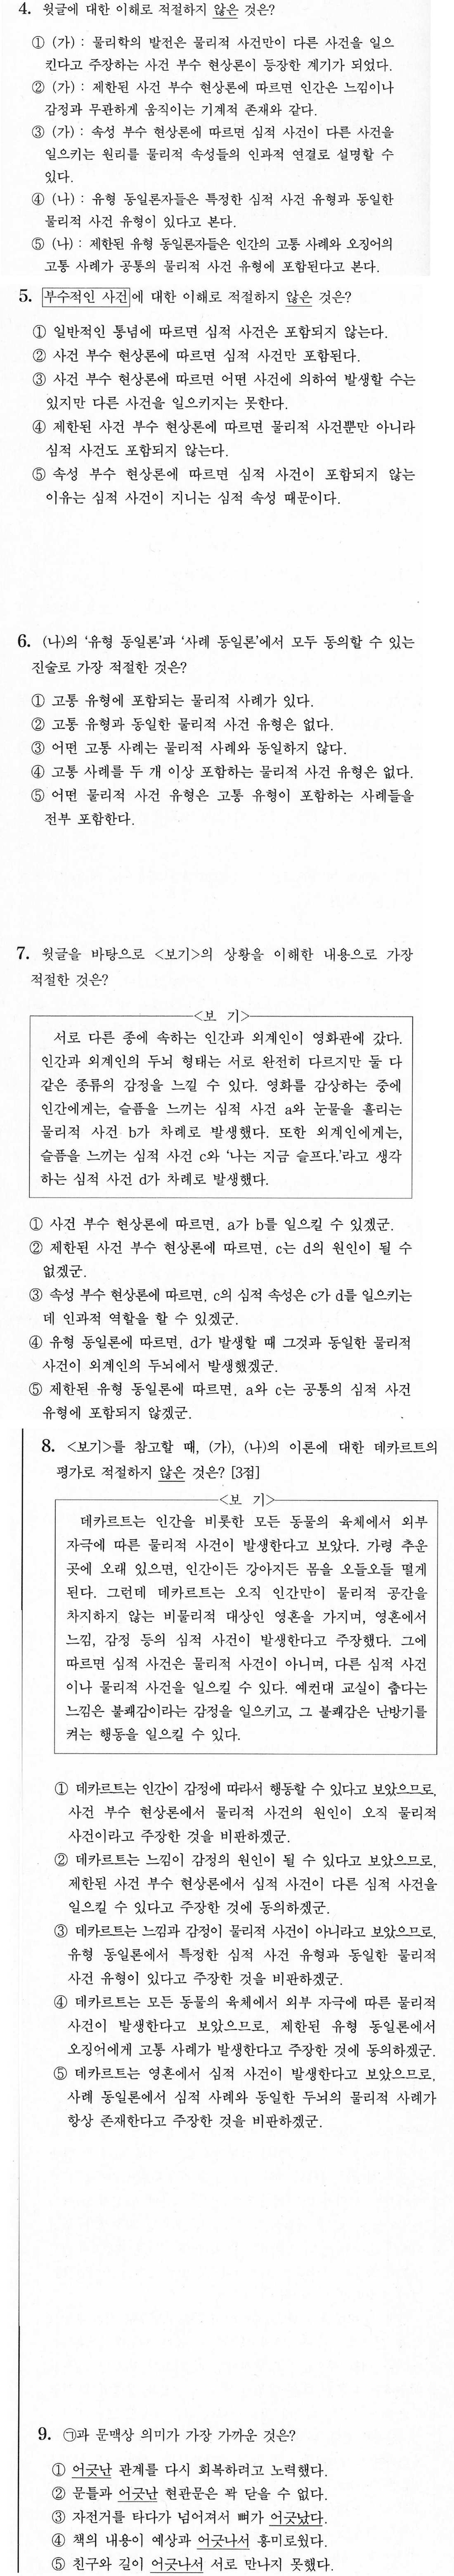 4. 윗글에 대한 이해로 적절하지 않은 것은?
① (가) : 물리학의 발전은 물리적 사건만이 다른 사건을 일으
킨다고 주장하는 사건 부수 현상론이 등장한 계기가 되었다.
② (가) : 제한된 사건 부수 현상론에 따르면 인간은 느낌이나
감정과 무관하게 움직이는 기계적 존재와 같다.
③ (가) : 속성 부수 현상론에 따르면 심적 사건이 다른 사건을
일으키는 원리를 물리적 속성들의 인과적 연결로 설명할 수
있다.
④ (나) : 유형 동일론자들은 특정한 심적 사건 유형과 동일한
물리적 사건 유형이 있다고 본다.
⑤ (나) : 제한된 유형 동일론자들은 인간의 고통 사례와 오징어의
고통 사례가 공통의 물리적 사건 유형에 포함된다고 본다.
5. 부수적인 사건에 대한 이해로 적절하지 않은 것은?
① 일반적인 통념에 따르면 심적 사건은 포함되지 않는다.
② 사건 부수 현상론에 따르면 심적 사건만 포함된다.
③ 사건 부수 현상론에 따르면 어떤 사건에 의하여 발생할 수는
있지만 다른 사건을 일으키지는 못한다.
④ 제한된 사건 부수 현상론에 따르면 물리적 사건뿐만 아니라
심적 사건도 포함되지 않는다.
⑤ 속성 부수 현상론에 따르면 심적 사건이 포함되지 않는
이유는 심적 사건이 지니는 심적 속성 때문이다.
6. (나)의 ‘유형 동일론’과 ‘사례 동일론’에서 모두 동의할 수 있는
진술로 가장 적절한 것은?
① 고통 유형에 포함되는 물리적 사례가 있다.
② 고통 유형과 동일한 물리적 사건 유형은 없다.
③ 어떤 고통 사례는 물리적 사례와 동일하지 않다.
④ 고통 사례를 두 개 이상 포함하는 물리적 사건 유형은 없다.
⑤ 어떤 물리적 사건 유형은 고통 유형이 포함하는 사례들을
전부 포함한다.
7. 윗글을 바탕으로 <보기>의 상황을 이해한 내용으로 가장
적절한 것은?
<보 기>
서로 다른 종에 속하는 인간과 외계인이 영화관에 갔다.
인간과 외계인의 두뇌 형태는 서로 완전히 다르지만 둘 다
같은 종류의 감정을 느낄 수 있다. 영화를 감상하는 중에
인간에게는, 슬픔을 느끼는 심적 사건 a와 눈물을 흘리는
물리적 사건 b가 차례로 발생했다. 또한 외계인에게는,
슬픔을 느끼는 심적 사건 c와 ‘나는 지금 슬프다.’라고 생각
하는 심적 사건 d가 차례로 발생했다.
① 사건 부수 현상론에 따르면, a가 b를 일으킬 수 있겠군.
② 제한된 사건 부수 현상론에 따르면, c는 d의 원인이 될 수
없겠군.
③ 속성 부수 현상론에 따르면, c의 심적 속성은 c가 d를 일으키는
데 인과적 역할을 할 수 있겠군.
④ 유형 동일론에 따르면, d가 발생할 때 그것과 동일한 물리적
사건이 외계인의 두뇌에서 발생했겠군.
⑤ 제한된 유형 동일론에 따르면, a와 c는 공통의 심적 사건
유형에 포함되지 않겠군.
8. <보기>를 참고할 때, (가), (나)의 이론에 대한 데카르트의
평가로 적절하지 않은 것은? [3점]
<보 기>
데카르트는 인간을 비롯한 모든 동물의 육체에서 외부
자극에 따른 물리적 사건이 발생한다고 보았다. 가령 추운
곳에 오래 있으면, 인간이든 강아지든 몸을 오들오들 떨게
된다. 그런데 데카르트는 오직 인간만이 물리적 공간을
차지하지 않는 비물리적 대상인 영혼을 가지며, 영혼에서
느낌, 감정 등의 심적 사건이 발생한다고 주장했다. 그에
따르면 심적 사건은 물리적 사건이 아니며, 다른 심적 사건
이나 물리적 사건을 일으킬 수 있다. 예컨대 교실이 춥다는
느낌은 불쾌감이라는 감정을 일으키고, 그 불쾌감은 난방기를
켜는 행동을 일으킬 수 있다.
① 데카르트는 인간이 감정에 따라서 행동할 수 있다고 보았으므로,
사건 부수 현상론에서 물리적 사건의 원인이 오직 물리적
사건이라고 주장한 것을 비판하겠군.
② 데카르트는 느낌이 감정의 원인이 될 수 있다고 보았으므로,
제한된 사건 부수 현상론에서 심적 사건이 다른 심적 사건을
일으킬 수 있다고 주장한 것에 동의하겠군.
③ 데카르트는 느낌과 감정이 물리적 사건이 아니라고 보았으므로,
유형 동일론에서 특정한 심적 사건 유형과 동일한 물리적
사건 유형이 있다고 주장한 것을 비판하겠군.
④ 데카르트는 모든 동물의 육체에서 외부 자극에 따른 물리적
사건이 발생한다고 보았으므로, 제한된 유형 동일론에서
오징어에게 고통 사례가 발생한다고 주장한 것에 동의하겠군.
⑤ 데카르트는 영혼에서 심적 사건이 발생한다고 보았으므로,
사례 동일론에서 심적 사례와 동일한 두뇌의 물리적 사례가
항상 존재한다고 주장한 것을 비판하겠군.
9. ㉠과 문맥상 의미가 가장 가까운 것은?
① 어긋난 관계를 다시 회복하려고 노력했다.
② 문틀과 어긋난 현관문은 꽉 닫을 수 없다.
③ 자전거를 타다가 넘어져서 뼈가 어긋났다.
④ 책의 내용이 예상과 어긋나서 흥미로웠다.
⑤ 친구와 길이 어긋나서 서로 만나지 못했다.